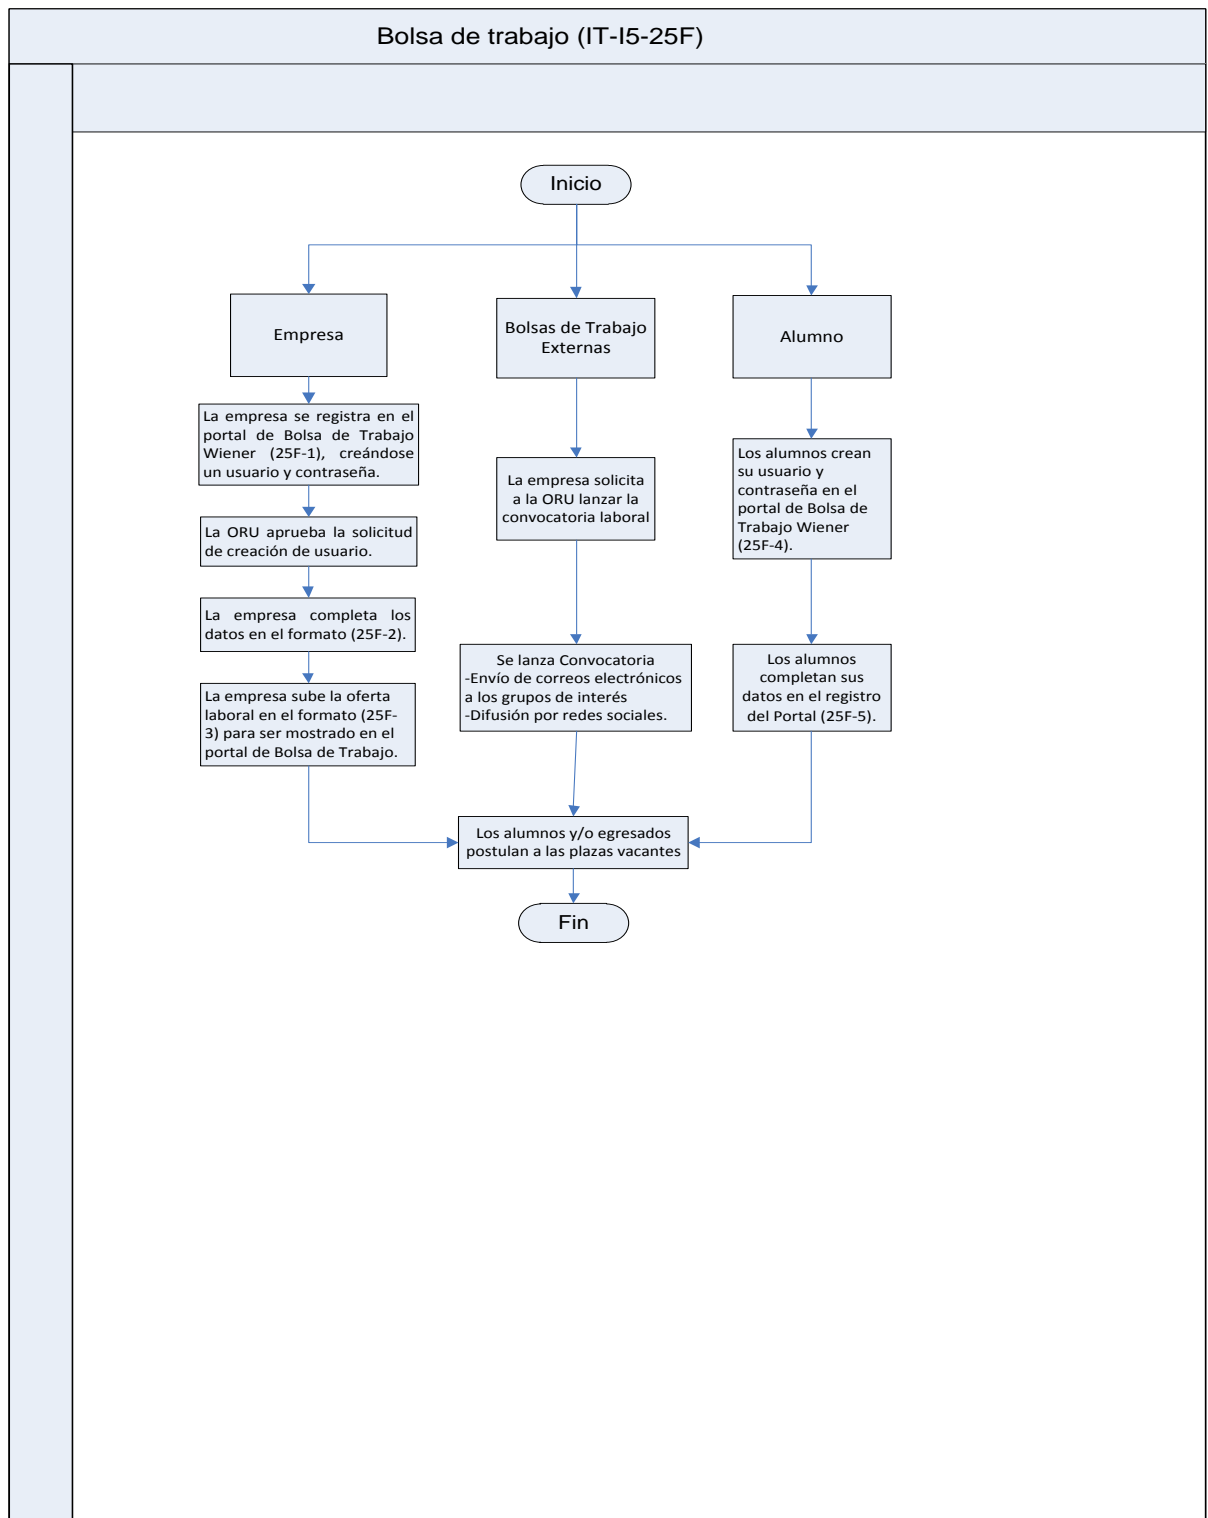 Bolsa de trabajo (IT-I5-25F)
Inicio
Empresa
Bolsas de Trabajo
Externas
Alumno
La empresa se registra en el
portal de Bolsa de Trabajo
Wiener (25F-1), creándose
un usuario y contraseña.
La ORU aprueba la solicitud
de creación de usuario.
La empresa completa los
datos en el formato (25F-2).
La empresa sube la oferta
laboral en el formato (25F-
3) para ser mostrado en el
portal de Bolsa de Trabajo.
La empresa solicita
a la ORU lanzar la
convocatoria laboral
Se lanza Convocatoria
-Envío de correos electrónicos
a los grupos de interés
-Difusión por redes sociales.
Los alumnos crean
su usuario y
contraseña en el
portal de Bolsa de
Trabajo Wiener
(25F-4).
Los alumnos
completan sus
datos en el registro
del Portal (25F-5).
Los alumnos y/o egresados
postulan a las plazas vacantes
Fin